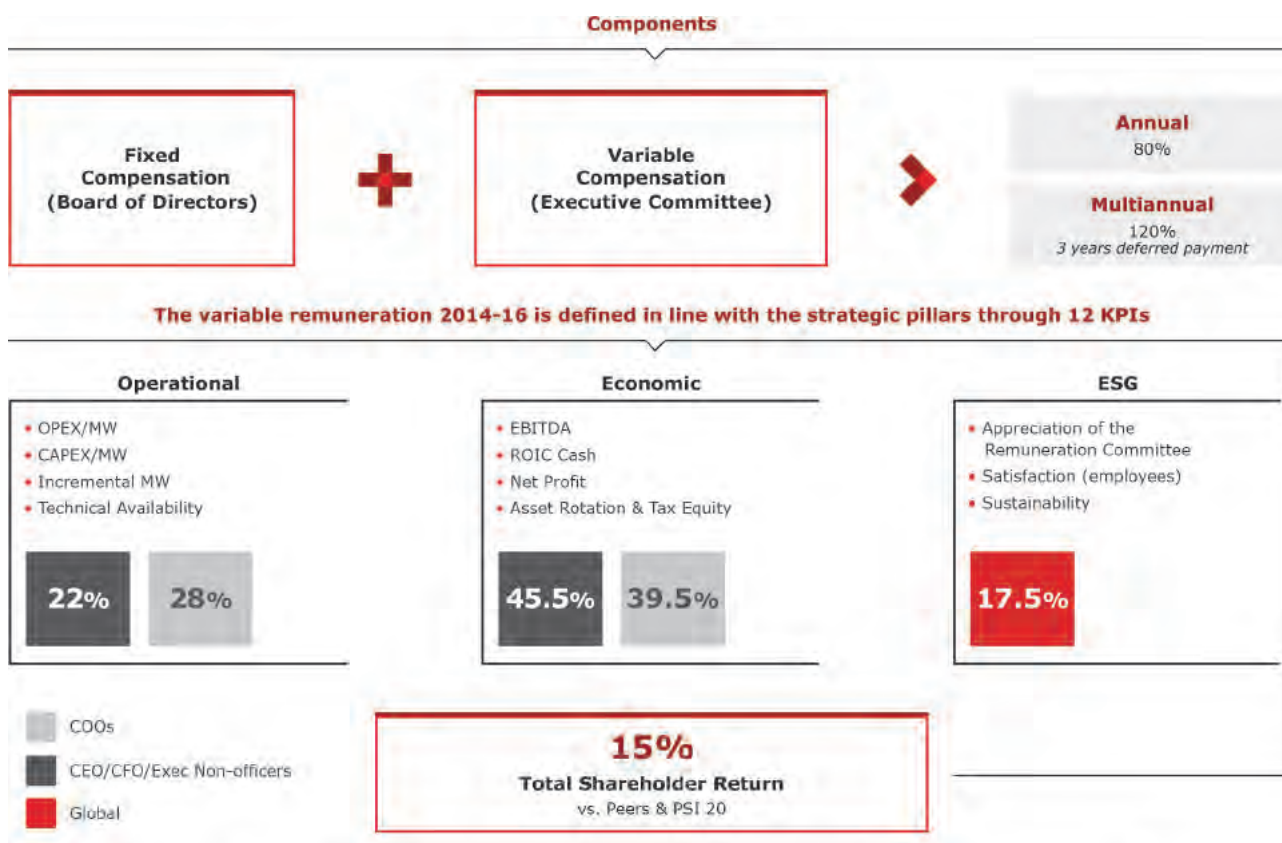 Components
Fixed
Compensation
(Board of Directors)
Variable
Compensation
(Executive Committee)
Annual
80%
Multiannual
120%
3 years deferred payment
The variable remuneration 2014-16 is defined in line with the strategic pillars through 12 KPIs
Operational
• OPEX/MW
• CAPEX/MW
• Incremental MW
• Technical Availability
22%
28%
Economic
• EBITDA
• ROIC Cash
• Net Profit
• Asset Rotation & Tax Equity
45.5%
39.5%
ESG
• Appreciation of the
Remuneration Committee
• Satisfaction (employees)
• Sustainability
17.5%
COOs
CEO/CFO/Exec Non-officers
Global
15%
Total Shareholder Return
vs. Peers & PSI 20